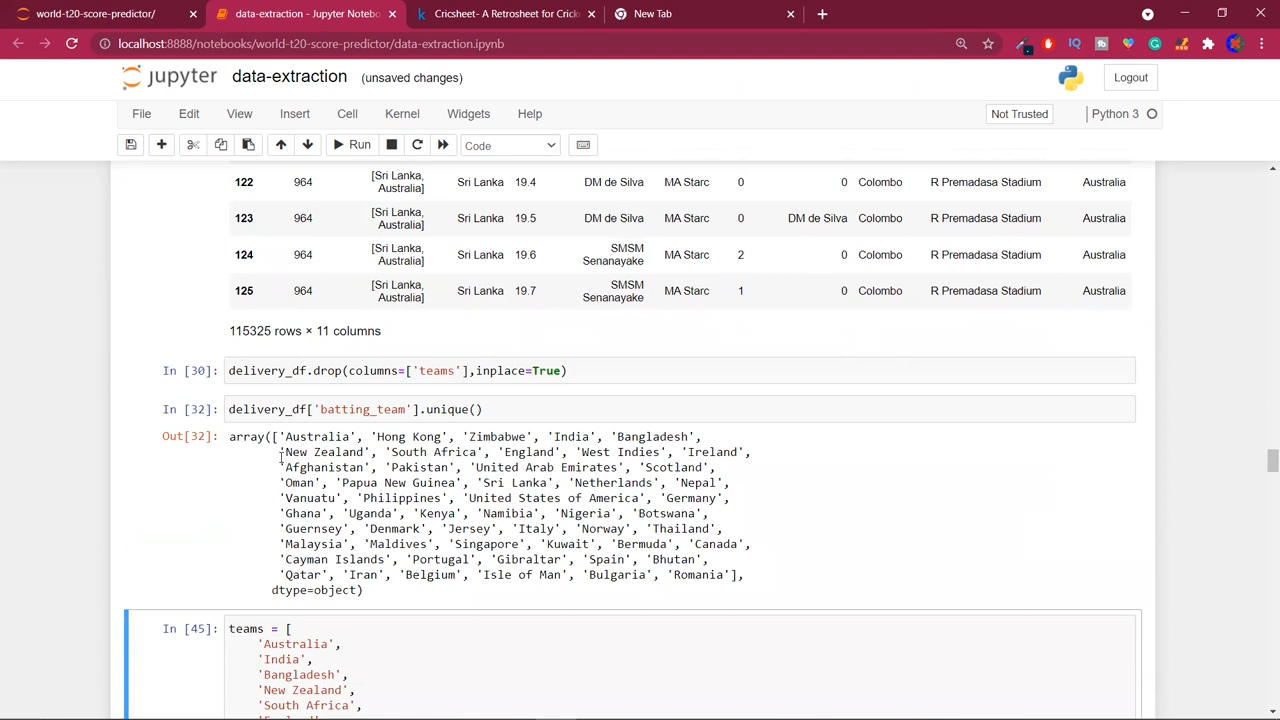 world-t20-score-predictor/
data-extraction - Jupyter Notebo
Cricsheet- A Retrosheet for Crick
New Tab
localhost:8888/notebooks/world-t20-score-predictor/data-extraction.ipynb
jupyter data-extraction (unsaved changes)
Logout
File Edit View Insert Cell Kernel Widgets Help
Not Trusted
Python 3
Run
Code
122 964 [Sri Lanka, Australia] Sri Lanka 19.4 DM de Silva MA Starc 0 0 Colombo R Premadasa Stadium Australia
123 964 [Sri Lanka, Australia] Sri Lanka 19.5 DM de Silva MA Starc 0 DM de Silva Colombo R Premadasa Stadium Australia
124 964 [Sri Lanka, Australia] Sri Lanka 19.6 SMSM Senanayake MA Starc 2 0 Colombo R Premadasa Stadium Australia
125 964 [Sri Lanka, Australia] Sri Lanka 19.7 SMSM Senanayake MA Starc 1 0 Colombo R Premadasa Stadium Australia
115325 rows × 11 columns
In [30]: delivery_df.drop(columns=['teams'],inplace=True)
In [32]: delivery_df['batting_team'].unique()
Out[32]: array(['Australia', 'Hong Kong', 'Zimbabwe', 'India', 'Bangladesh',
'New Zealand', 'South Africa', 'England', 'West Indies', 'Ireland',
'Afghanistan', 'Pakistan', 'United Arab Emirates', 'Scotland',
'Oman', 'Papua New Guinea', 'Sri Lanka', 'Netherlands', 'Nepal',
'Vanuatu', 'Philippines', 'United States of America', 'Germany',
'Ghana', 'Uganda', 'Kenya', 'Namibia', 'Nigeria', 'Botswana',
'Guernsey', 'Denmark', 'Jersey', 'Italy', 'Norway', 'Thailand',
'Malaysia', 'Maldives', 'Singapore', 'Kuwait', 'Bermuda', 'Canada',
'Cayman Islands', 'Portugal', 'Gibraltar', 'Spain', 'Bhutan',
'Qatar', 'Iran', 'Belgium', 'Isle of Man', 'Bulgaria', 'Romania'],
dtype=object)
In [45]: teams = [
'Australia',
'India',
'Bangladesh',
'New Zealand',
'South Africa',